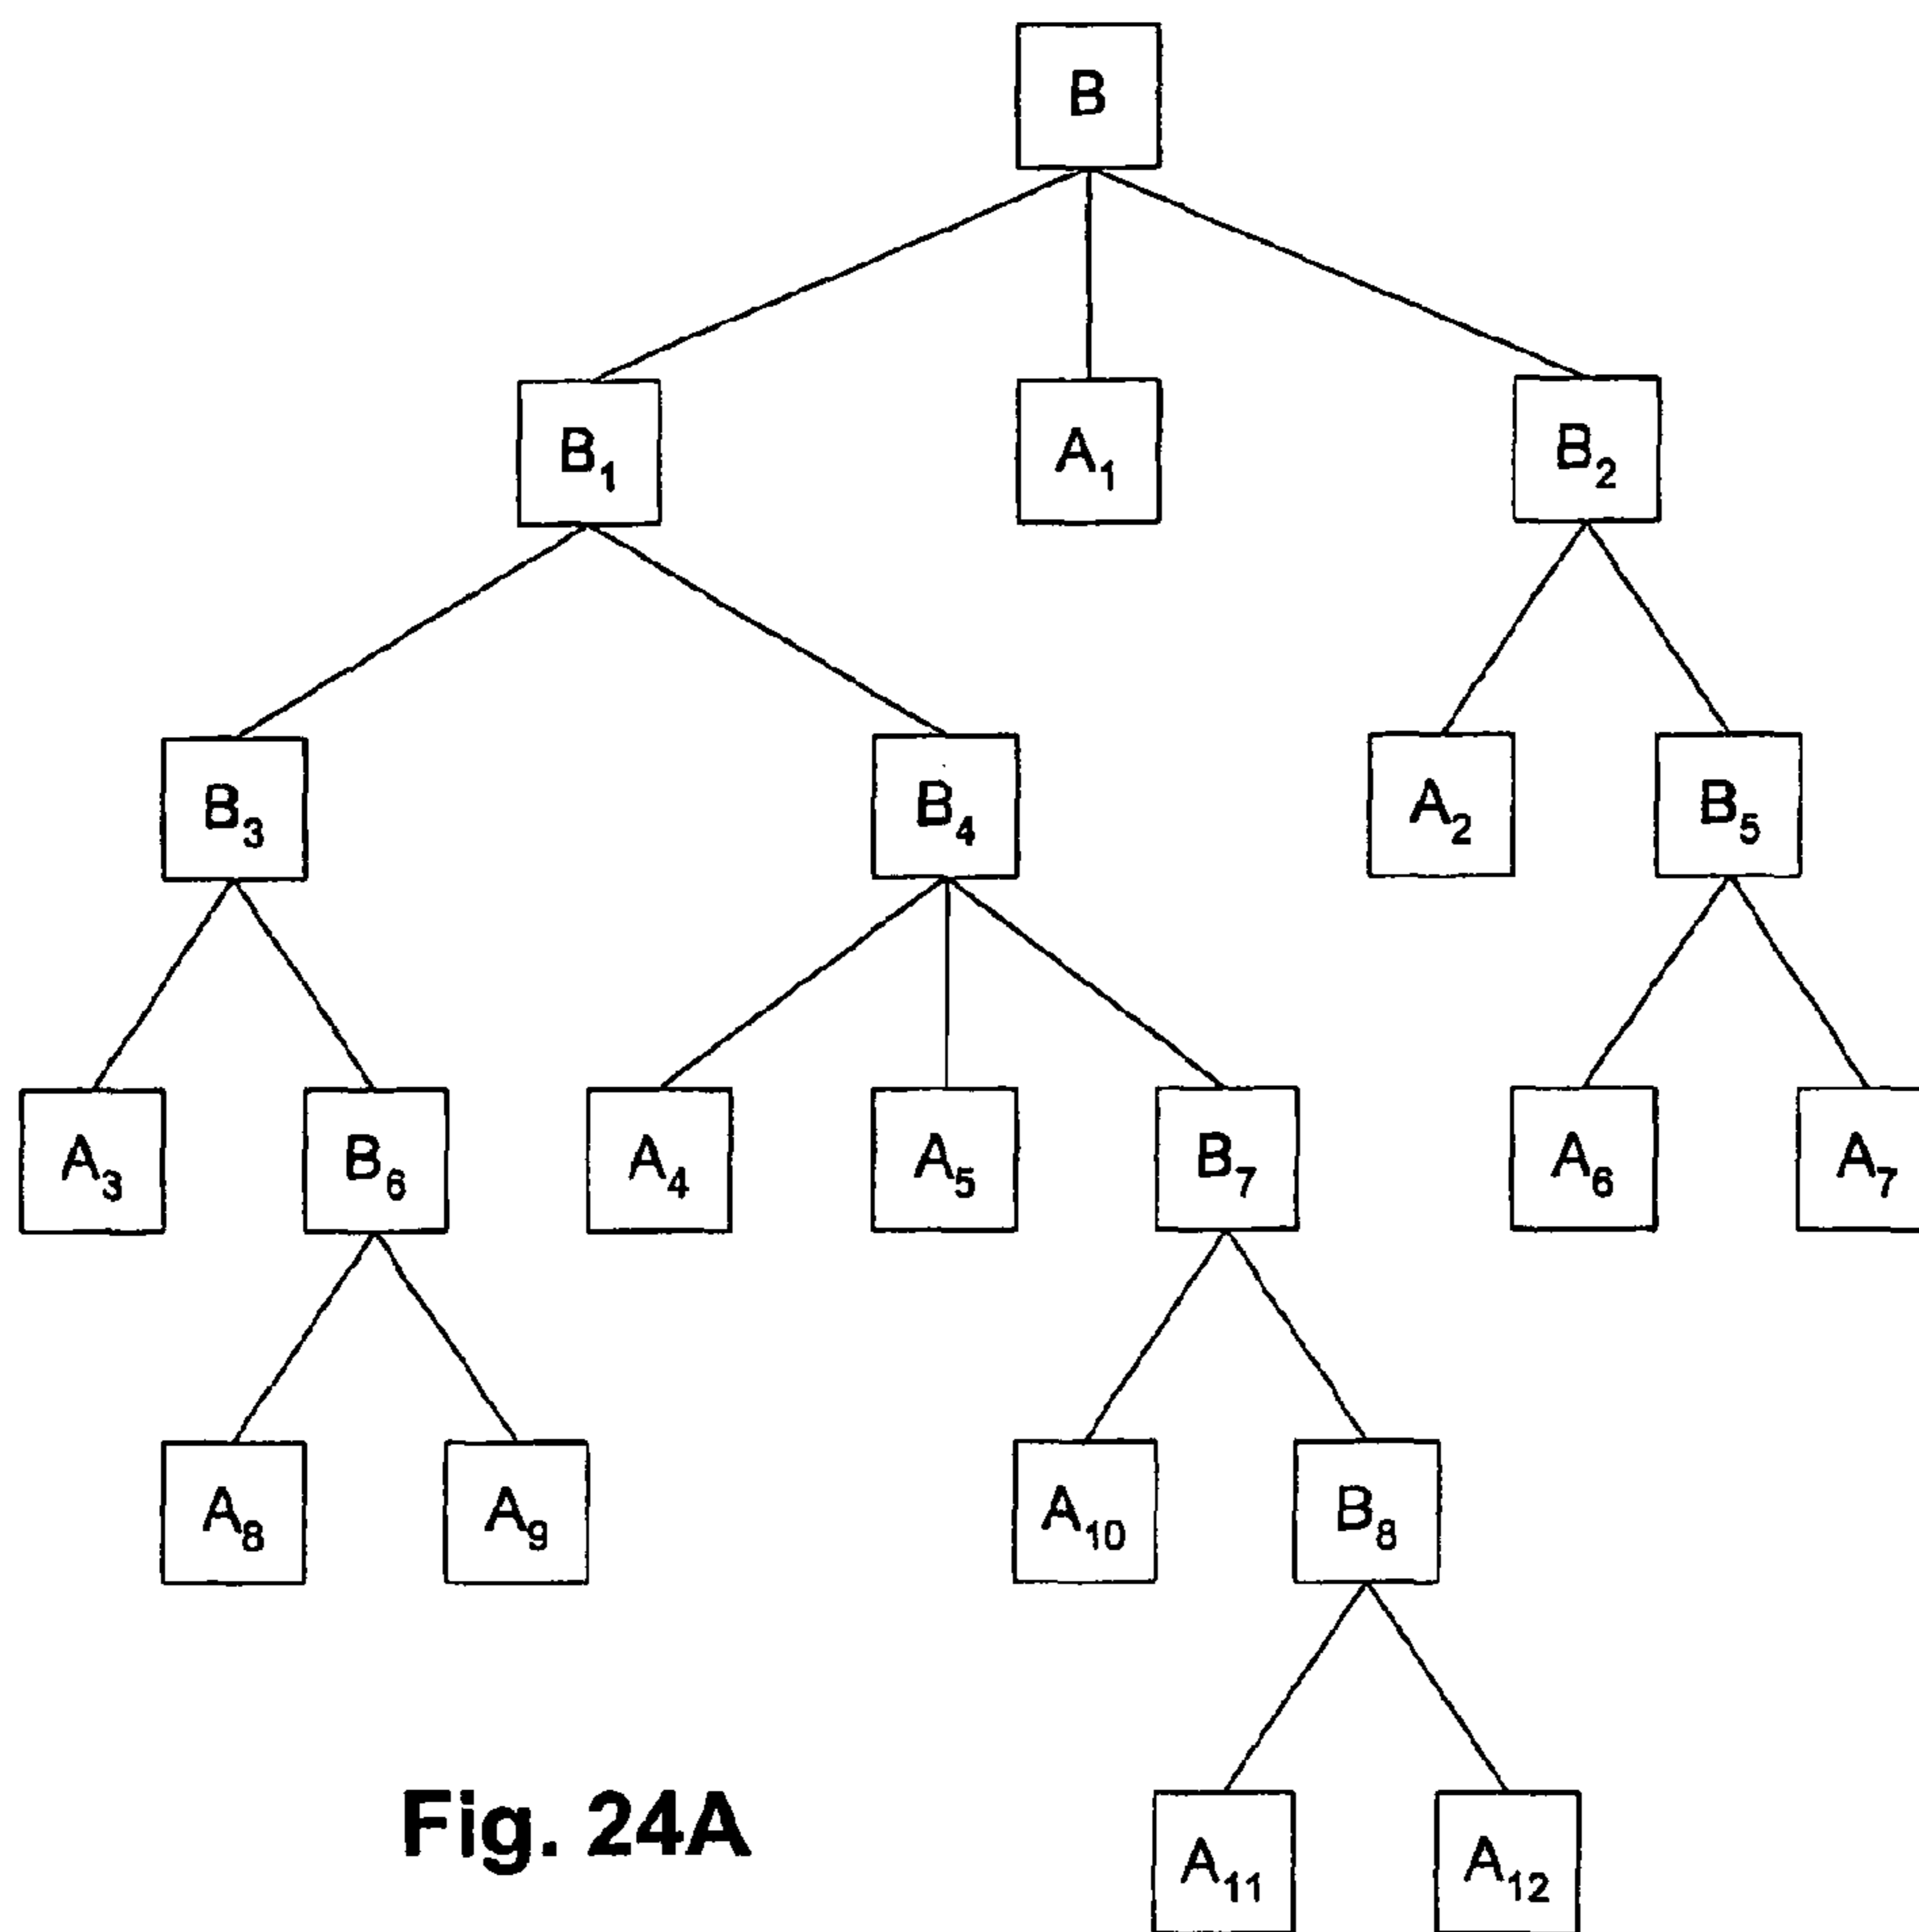 B
B₁ A₁ B₂
B₃ B₄ A₂ B₅
A₃ B₆ A₄ A₅ B₇ A₆ A₇
A₈ A₉ A₁₀ B₈
Fig. 24A
A₁₁ A₁₂